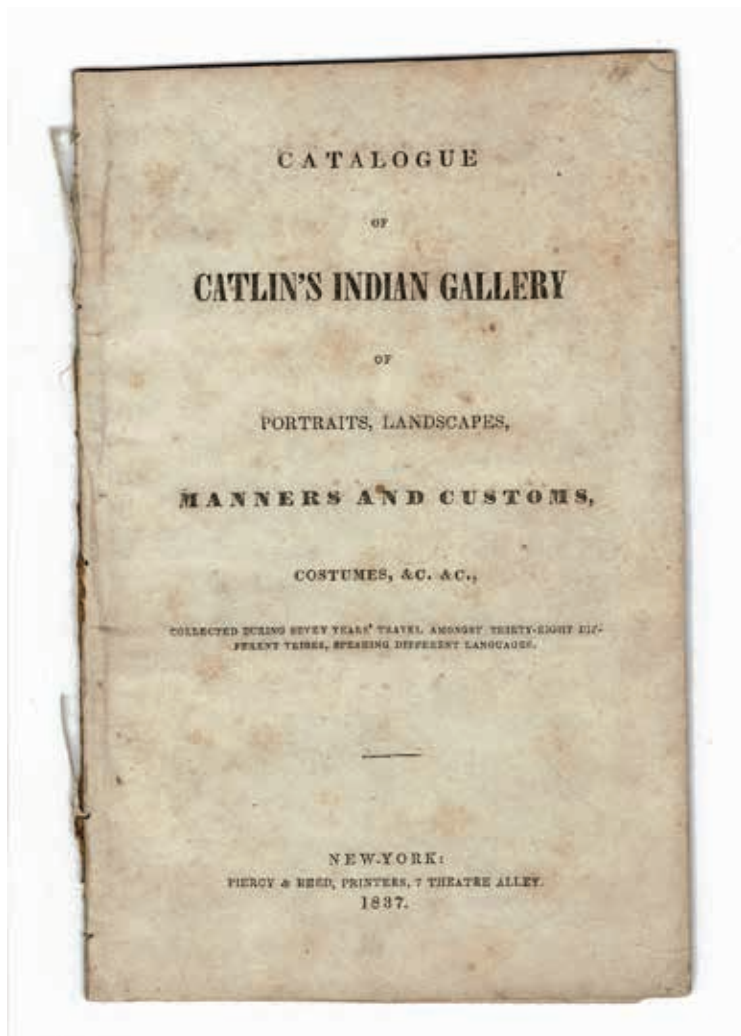 CATALOGUE
OF
CATLIN'S INDIAN GALLERY
OF
PORTRAITS, LANDSCAPES,
MANNERS AND CUSTOMS,
COSTUMES, &C. &C.,
COLLECTED DURING SEVEN YEARS' TRAVEL AMONGST THIRTY-EIGHT DIF-
FERENT TRIBES, SPEAKING DIFFERENT LANGUAGES.
NEW-YORK:
PIERCY & REED, PRINTERS, 7 THEATRE ALLEY.
1837.